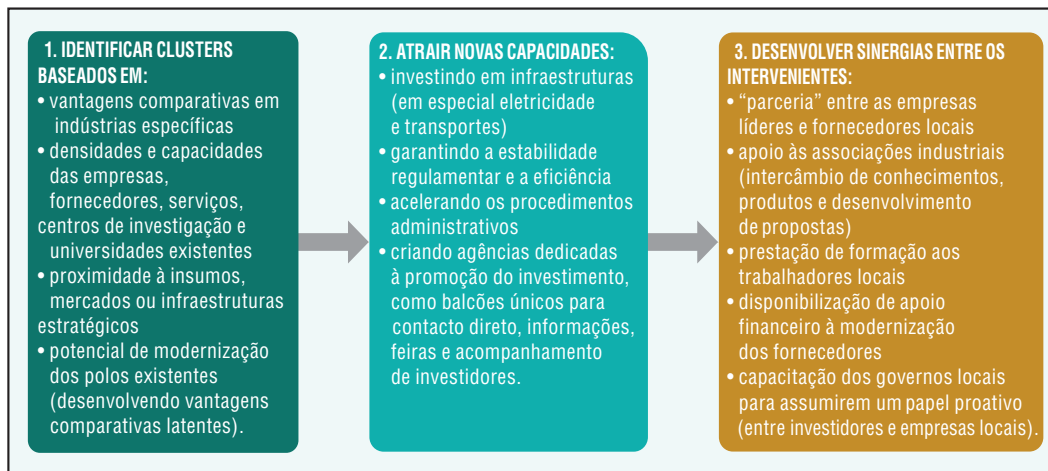 1. IDENTIFICAR CLUSTERS
BASEADOS EM:
• vantagens comparativas em
indústrias específicas
• densidades e capacidades
das empresas,
fornecedores, serviços,
centros de investigação e
universidades existentes
• proximidade à insumos,
mercados ou infraestruturas
estratégicos
• potencial de modernização
dos polos existentes
(desenvolvendo vantagens
comparativas latentes).
2. ATRAIR NOVAS CAPACIDADES:
• investindo em infraestruturas
(em especial eletricidade
e transportes)
• garantindo a estabilidade
regulamentar e a eficiência
• acelerando os procedimentos
administrativos
• criando agências dedicadas
à promoção do investimento,
como balcões únicos para
contacto direto, informações,
feiras e acompanhamento
de investidores.
3. DESENVOLVER SINERGIAS ENTRE OS
INTERVENIENTES:
• “parceria” entre as empresas
líderes e fornecedores locais
• apoio às associações industriais
(intercâmbio de conhecimentos,
produtos e desenvolvimento
de propostas)
• prestação de formação aos
trabalhadores locais
• disponibilização de apoio
financeiro à modernização
dos fornecedores
• capacitação dos governos locais
para assumirem um papel proativo
(entre investidores e empresas locais).